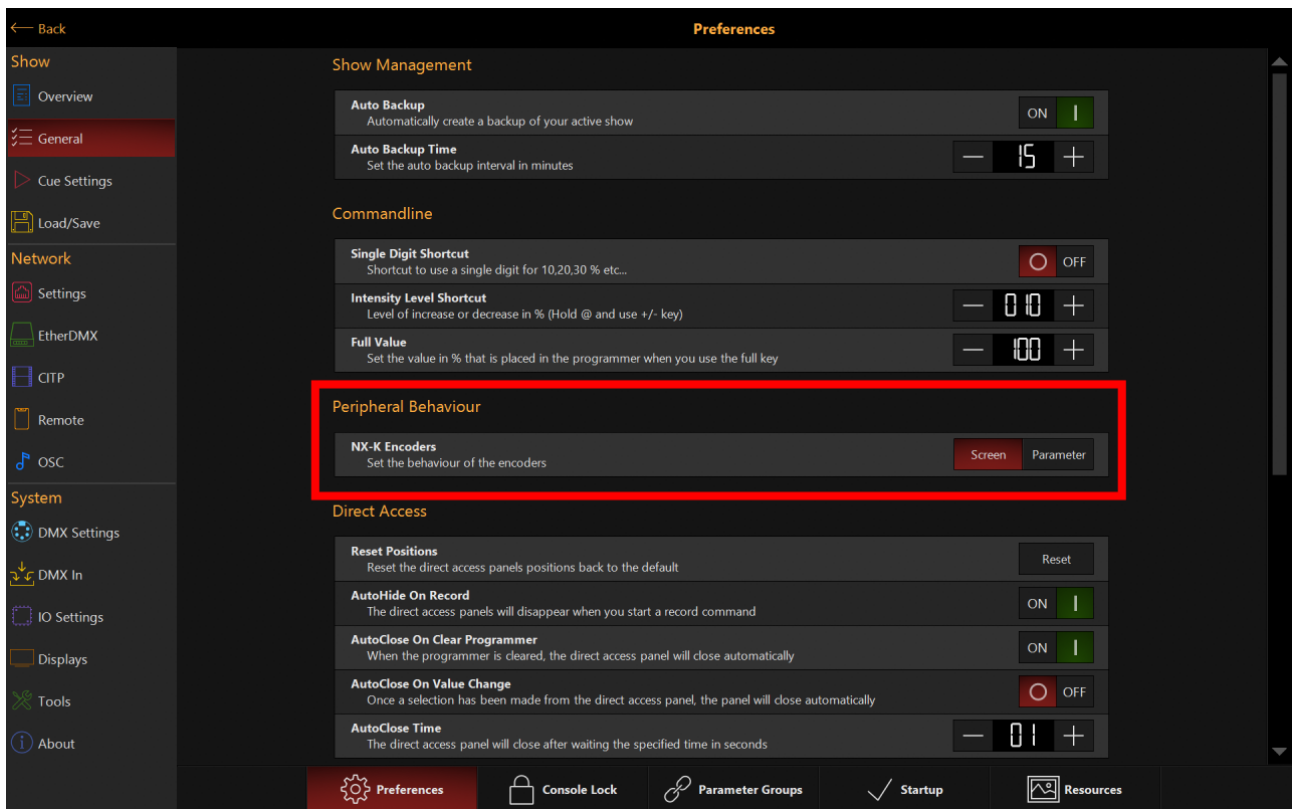 Back
Preferences
Show
Overview
General
Cue Settings
Load/Save
Network
Settings
EtherDMX
CITP
Remote
OSC
System
DMX Settings
DMX In
IO Settings
Displays
Tools
About
Show Management
Auto Backup
Automatically create a backup of your active show
ON
Auto Backup Time
Set the auto backup interval in minutes
15
Commandline
Single Digit Shortcut
Shortcut to use a single digit for 10,20,30 % etc...
OFF
Intensity Level Shortcut
Level of increase or decrease in % (Hold @ and use +/- key)
010
Full Value
Set the value in % that is placed in the programmer when you use the full key
100
Peripheral Behaviour
NX-K Encoders
Set the behaviour of the encoders
Screen Parameter
Direct Access
Reset Positions
Reset the direct access panels positions back to the default
Reset
AutoHide On Record
The direct access panels will disappear when you start a record command
ON
AutoClose On Clear Programmer
When the programmer is cleared, the direct access panel will close automatically
ON
AutoClose On Value Change
Once a selection has been made from the direct access panel, the panel will close automatically
OFF
AutoClose Time
The direct access panel will close after waiting the specified time in seconds
01
Preferences Console Lock Parameter Groups Startup Resources